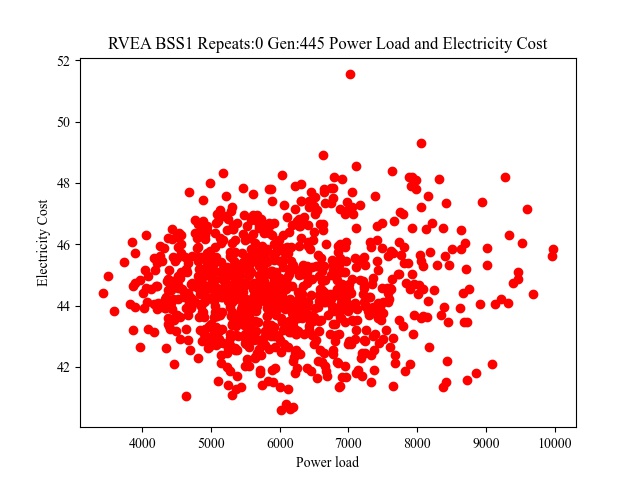 RVEA BSS1 Repeats:0 Gen:445 Power Load and Electricity Cost
52
50
48
46
44
42
Electricity Cost
4000 5000 6000 7000 8000 9000 10000
Power load